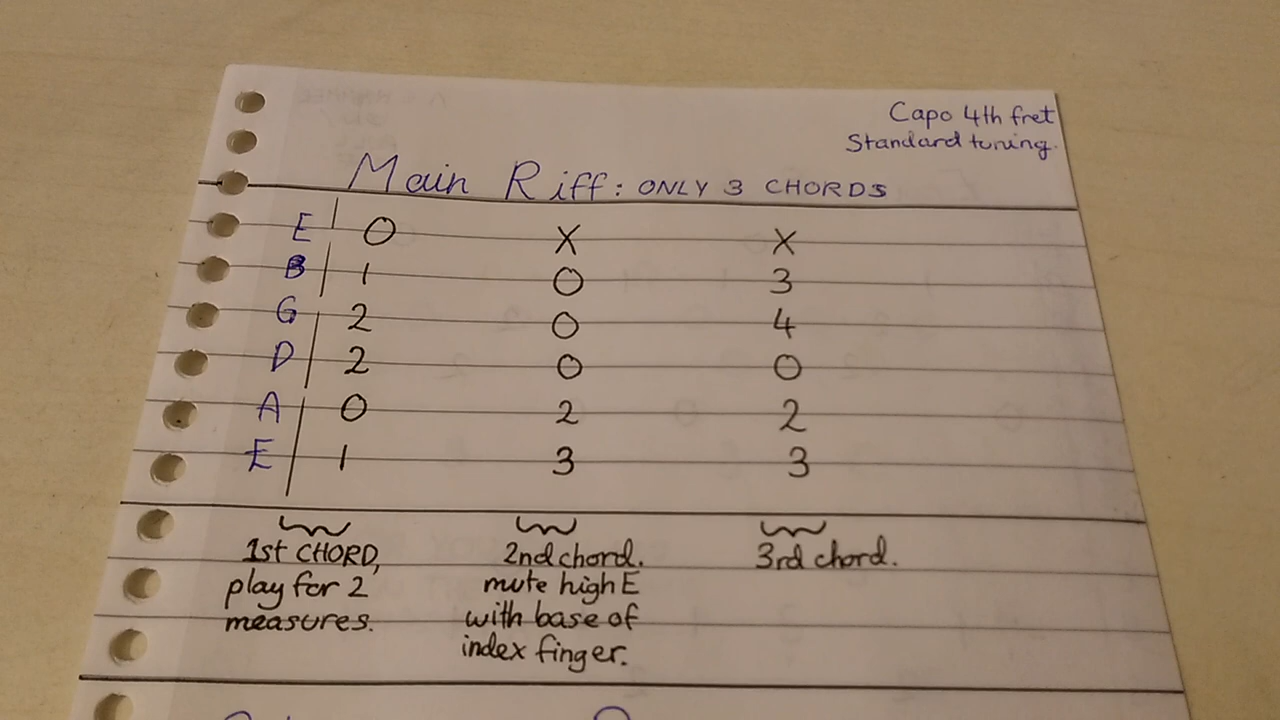 Capo 4th fret
Standard tuning.
Main Riff: ONLY 3 CHORDS
E 0 X X
B 1 0 3
G 2 0 4
D 2 0 0
A 0 2 2
E 1 3 3
1st CHORD, 2nd chord. 3rd chord.
play for 2 mute high E
measures. with base of
index finger.